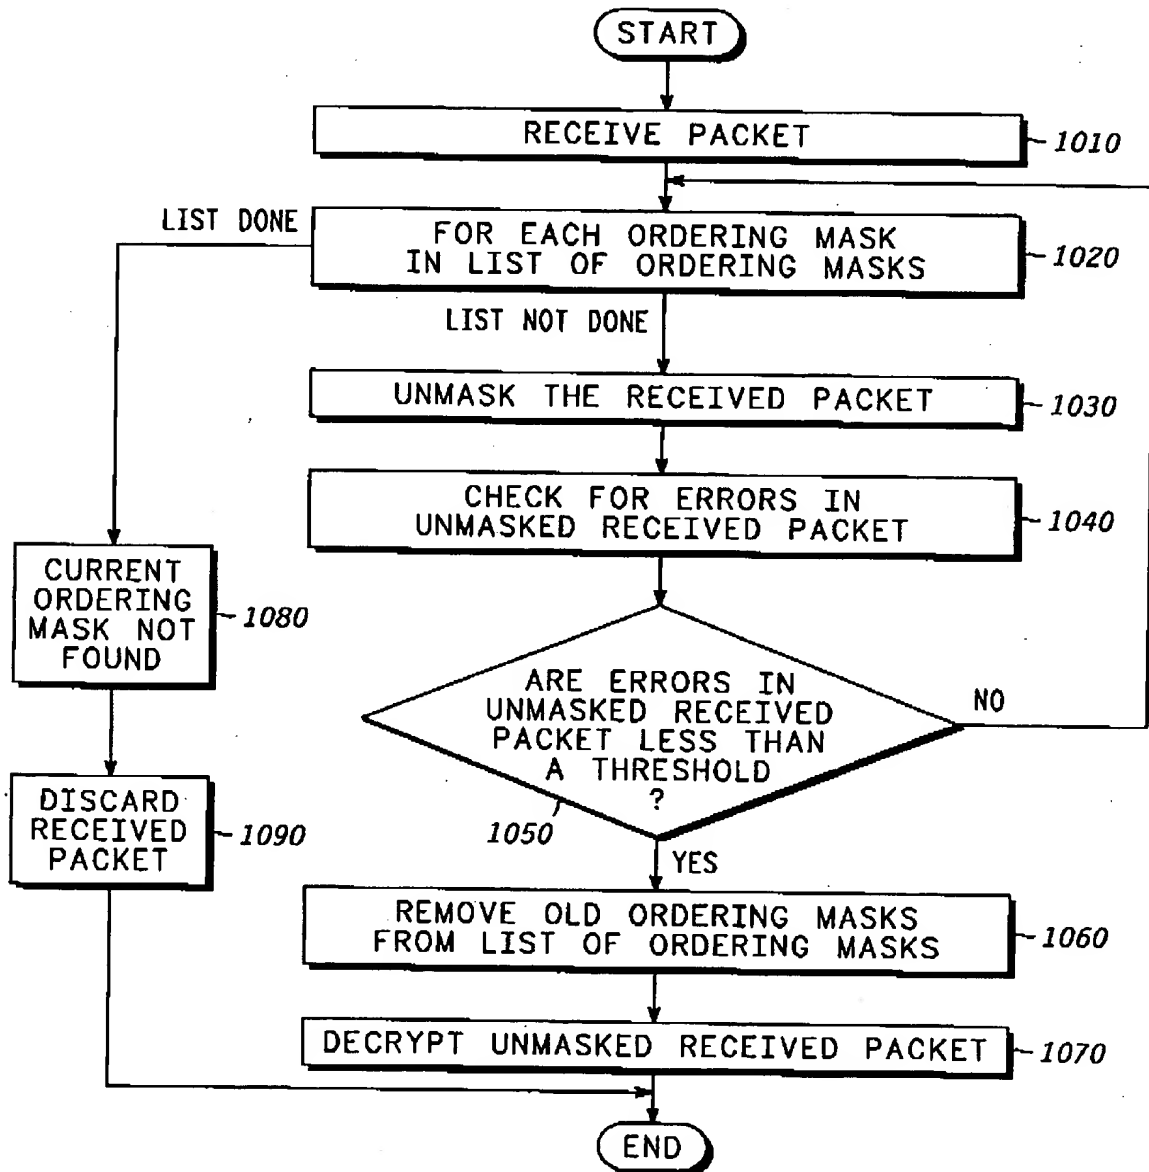 START
RECEIVE PACKET
1010
LIST DONE
FOR EACH ORDERING MASK
IN LIST OF ORDERING MASKS
1020
LIST NOT DONE
UNMASK THE RECEIVED PACKET
1030
CHECK FOR ERRORS IN
UNMASKED RECEIVED PACKET
1040
CURRENT
ORDERING
MASK NOT
FOUND
1080
ARE ERRORS IN
UNMASKED RECEIVED
PACKET LESS THAN
A THRESHOLD
?
NO
1050
DISCARD
RECEIVED
PACKET
1090
YES
REMOVE OLD ORDERING MASKS
FROM LIST OF ORDERING MASKS
1060
DECRYPT UNMASKED RECEIVED PACKET
1070
END